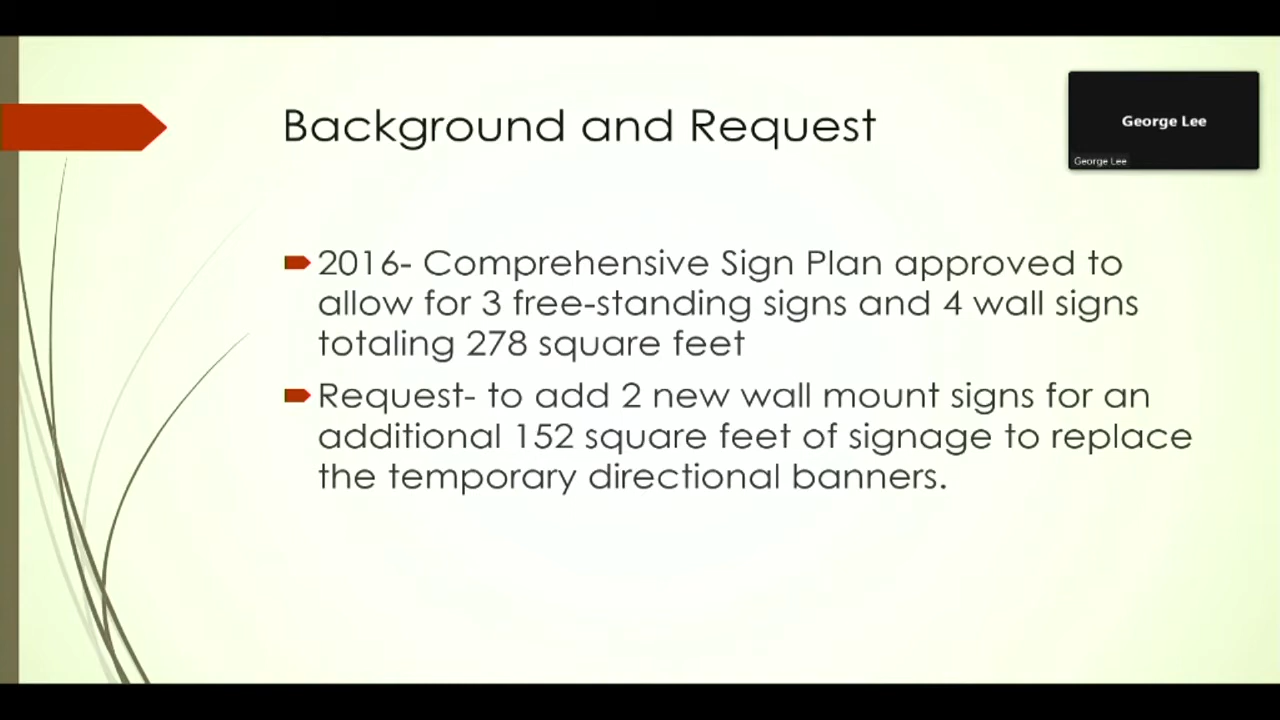 Background and Request
George Lee
George Lee
2016- Comprehensive Sign Plan approved to
allow for 3 free-standing signs and 4 wall signs
totaling 278 square feet
Request- to add 2 new wall mount signs for an
additional 152 square feet of signage to replace
the temporary directional banners.